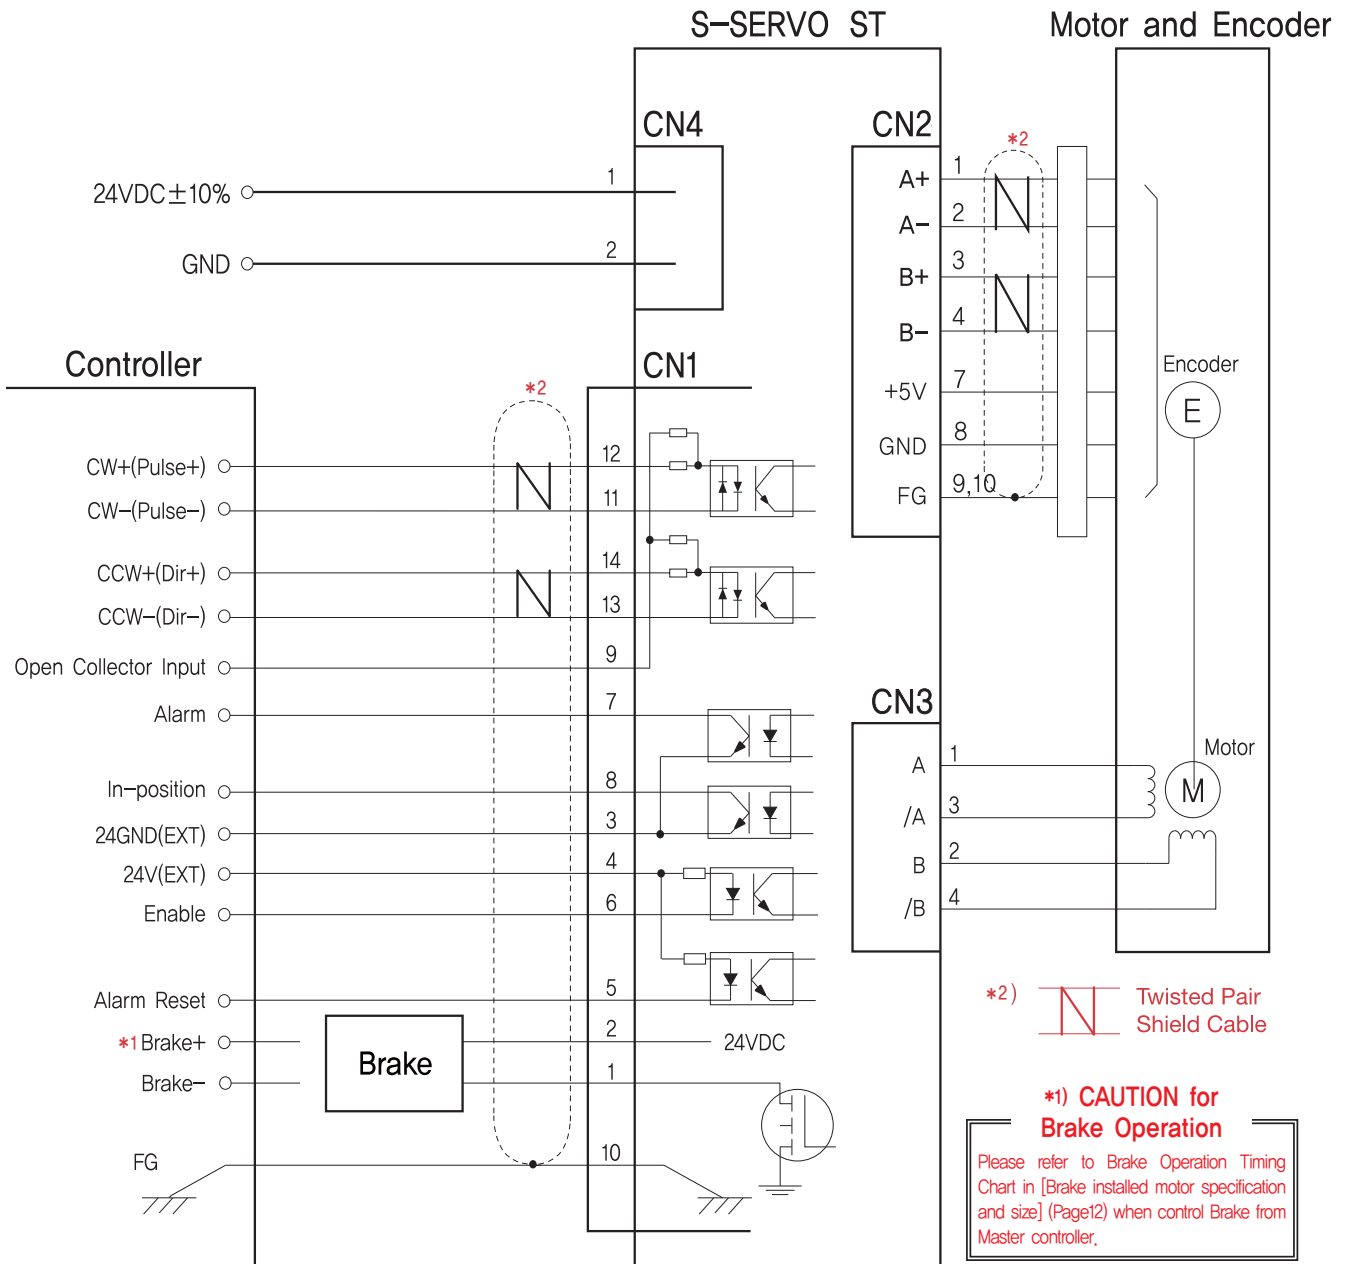 S-SERVO ST
Motor and Encoder
CN4
1
24VDC±10%
2
GND
CN2
*2
A+
1
A-
2
B+
3
B-
4
+5V
7
GND
8
FG
9,10
Encoder
E
Controller
CN1
*2
CW+(Pulse+)
12
CW-(Pulse-)
11
CCW+(Dir+)
14
CCW-(Dir-)
13
Open Collector Input
9
Alarm
7
In-position
8
24GND(EXT)
3
24V(EXT)
4
Enable
6
Alarm Reset
5
*1 Brake+
2
24VDC
Brake-
1
Brake
FG
10
CN3
A
1
/A
3
B
2
/B
4
Motor
M
*2)
Twisted Pair
Shield Cable
*1) CAUTION for
Brake Operation
Please refer to Brake Operation Timing
Chart in [Brake installed motor specification
and size] (Page12) when control Brake from
Master controller.